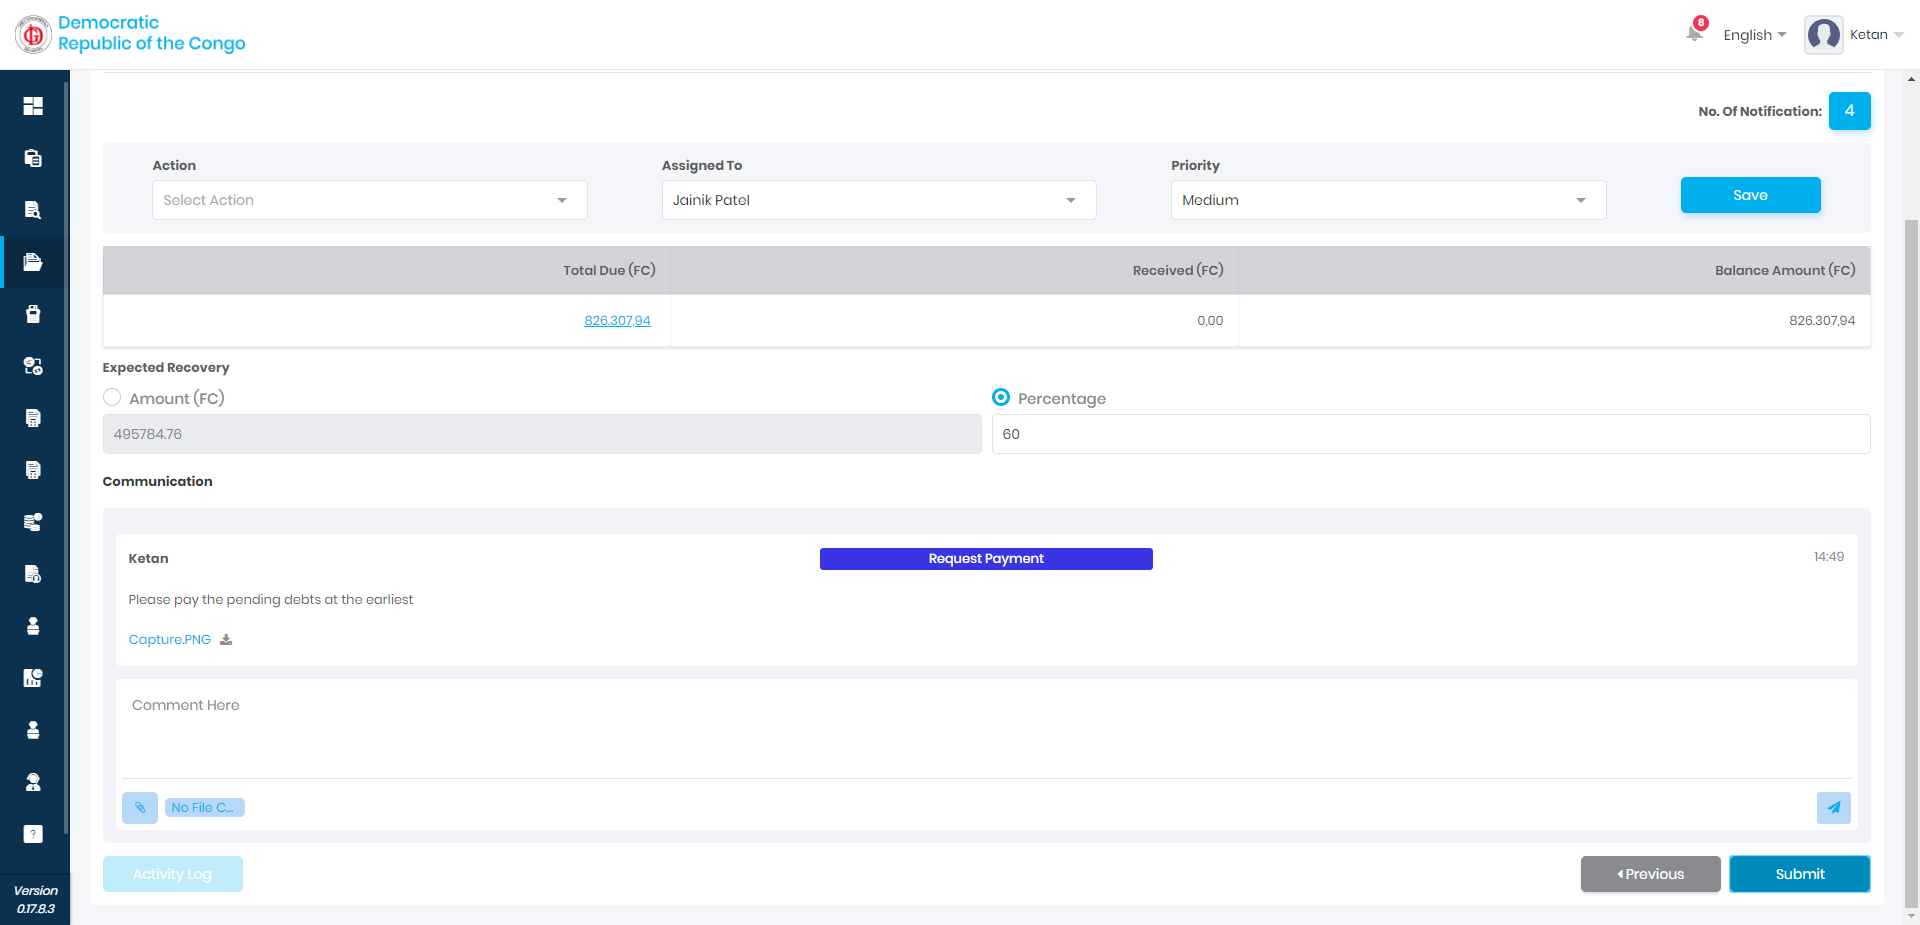 Democratic
Republic of the Congo
8
English
Ketan
No. Of Notification: 4
Action
Assigned To
Priority
Select Action
Jainik Patel
Medium
Save
Total Due (FC)
Received (FC)
Balance Amount (FC)
826.307,94
0,00
826.307,94
Expected Recovery
Amount (FC)
Percentage
495784.76
60
Communication
Ketan
Request Payment
14:49
Please pay the pending debts at the earliest
Capture.PNG
Comment Here
No File C...
Activity Log
Previous
Submit
?
Version
0.17.8.3